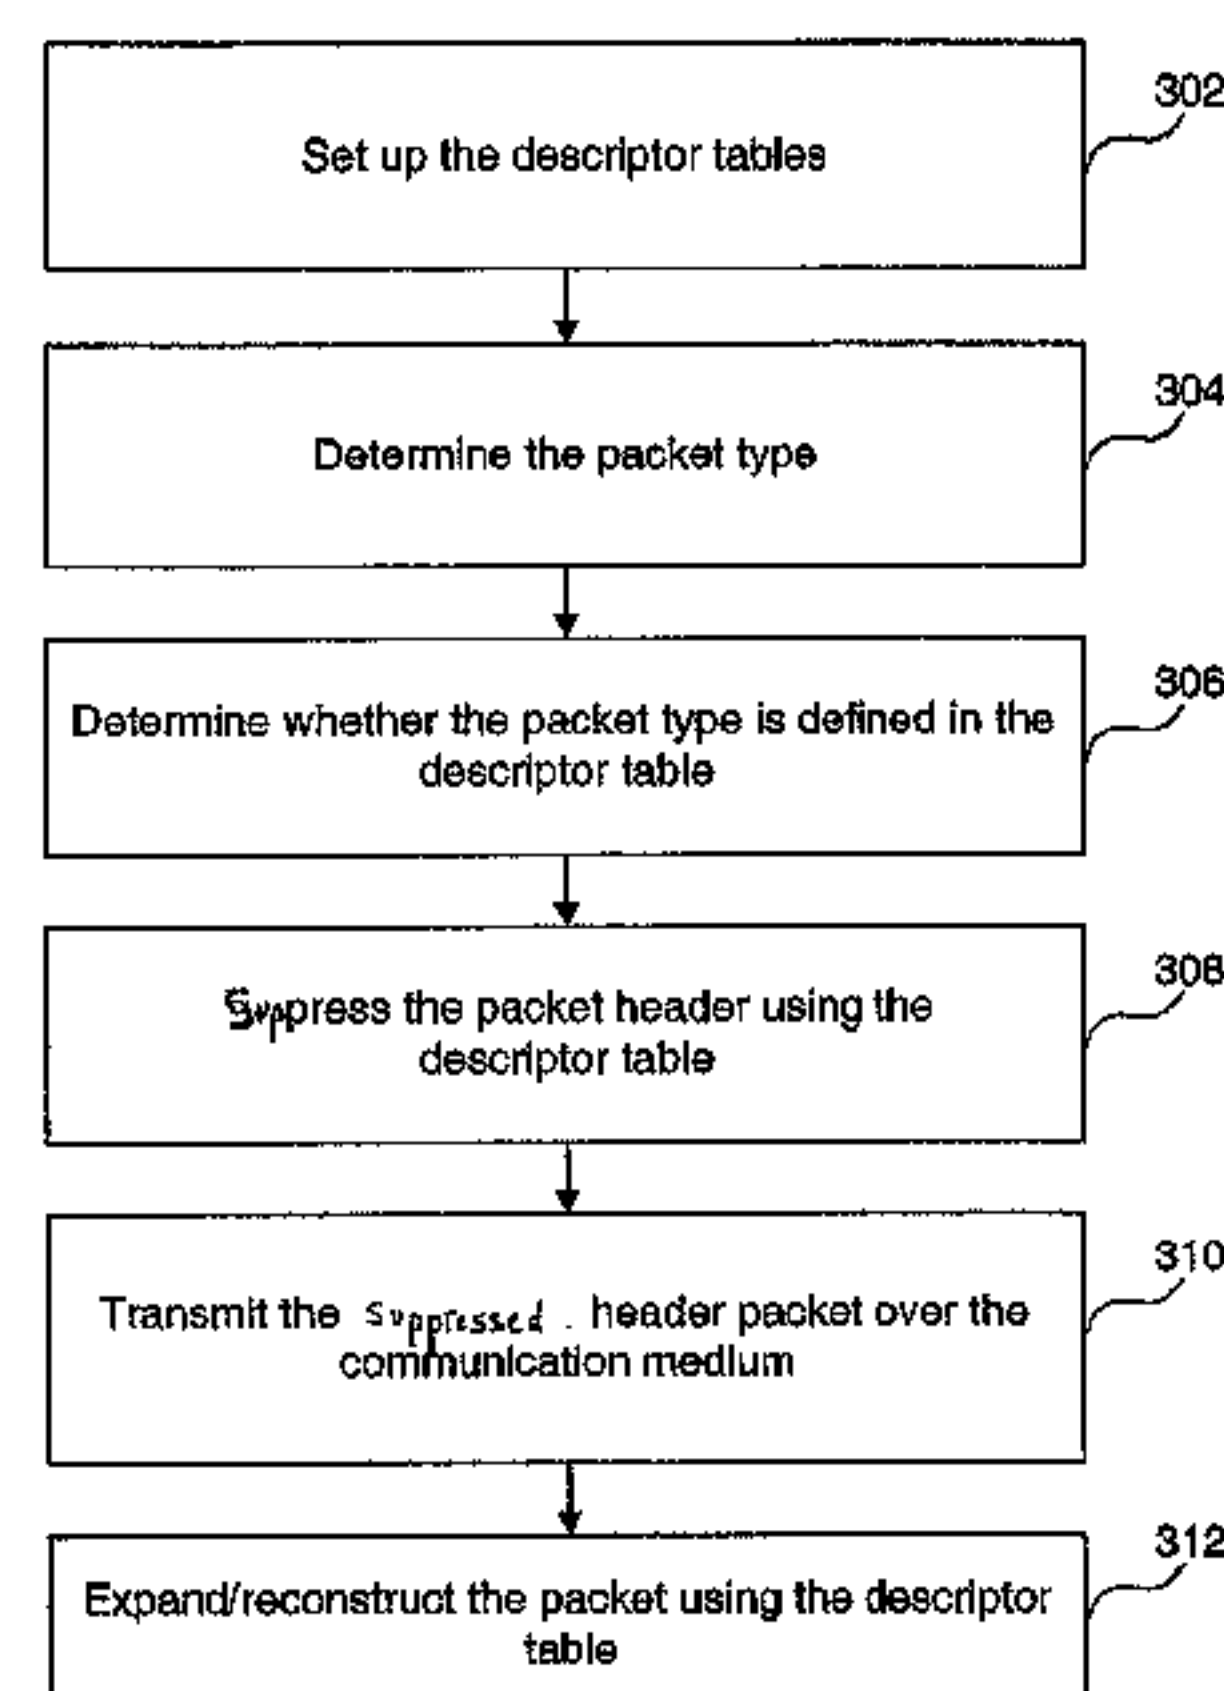 302
Set up the descriptor tables
304
Determine the packet type
306
Determine whether the packet type is defined in the
descriptor table
308
Suppress the packet header using the
descriptor table
310
Transmit the suppressed header packet over the
communication medium
312
Expand/reconstruct the packet using the descriptor
table